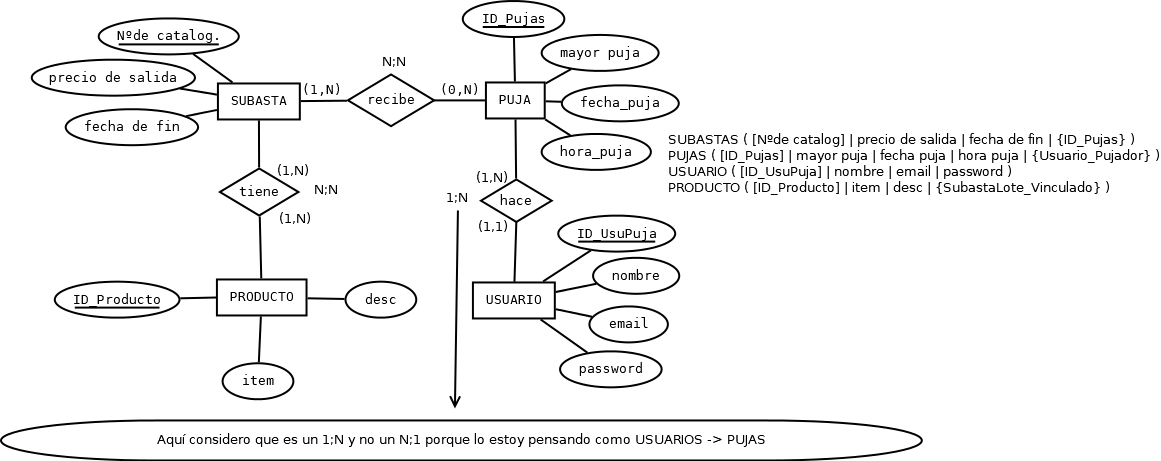 ID_Pujas
Nºde catalog.
mayor puja
N;N
precio de salida
SUBASTA
(1,N)
recibe
(0,N)
PUJA
fecha_puja
fecha de fin
hora_puja
SUBASTAS ( [Nºde catalog] | precio de salida | fecha de fin | {ID_Pujas} )
PUJAS ( [ID_Pujas] | mayor puja | fecha puja | hora puja | {Usuario_Pujador} )
USUARIO ( [ID_UsuPuja] | nombre | email | password )
PRODUCTO ( [ID_Producto] | item | desc | {SubastaLote_Vinculado} )
(1,N)
tiene
N;N
(1,N)
(1,N)
1;N
hace
(1,1)
ID_UsuPuja
nombre
ID_Producto
PRODUCTO
desc
USUARIO
email
password
item
Aquí considero que es un 1;N y no un N;1 porque lo estoy pensando como USUARIOS -> PUJAS